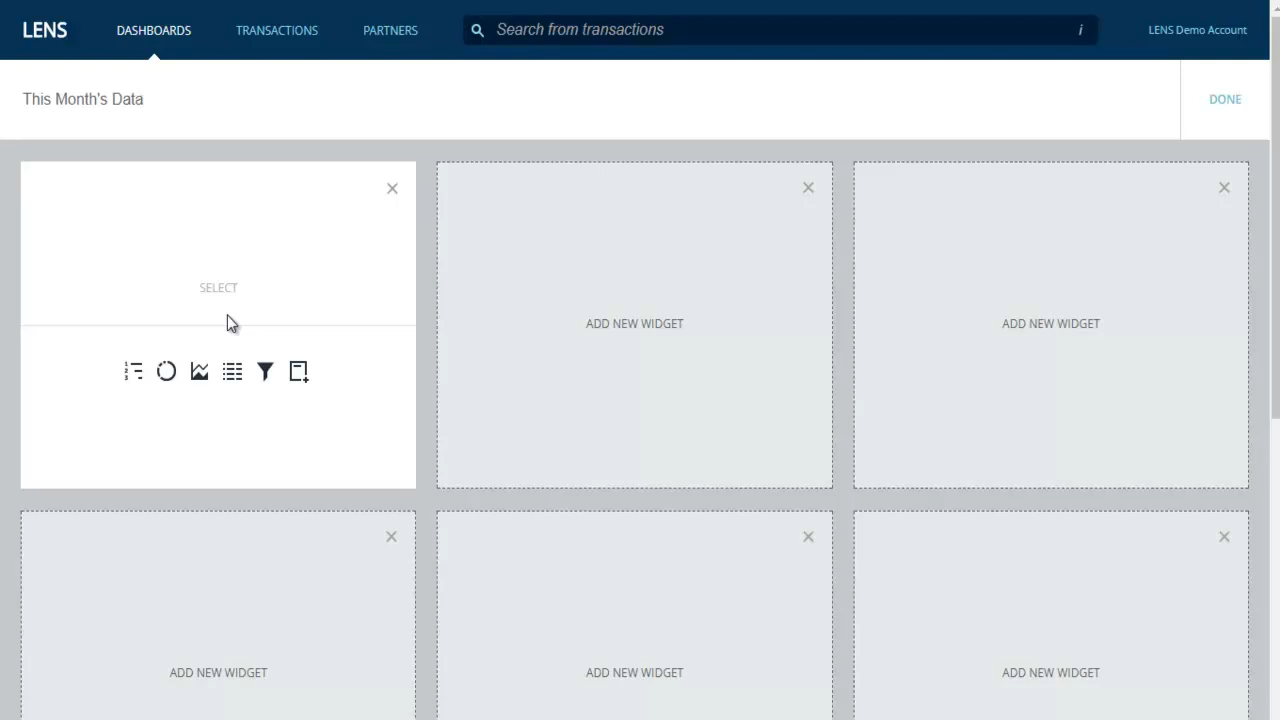 LENS
DASHBOARDS
TRANSACTIONS
PARTNERS
Search from transactions
i
LENS Demo Account
This Month's Data
DONE
SELECT
ADD NEW WIDGET
ADD NEW WIDGET
ADD NEW WIDGET
ADD NEW WIDGET
ADD NEW WIDGET